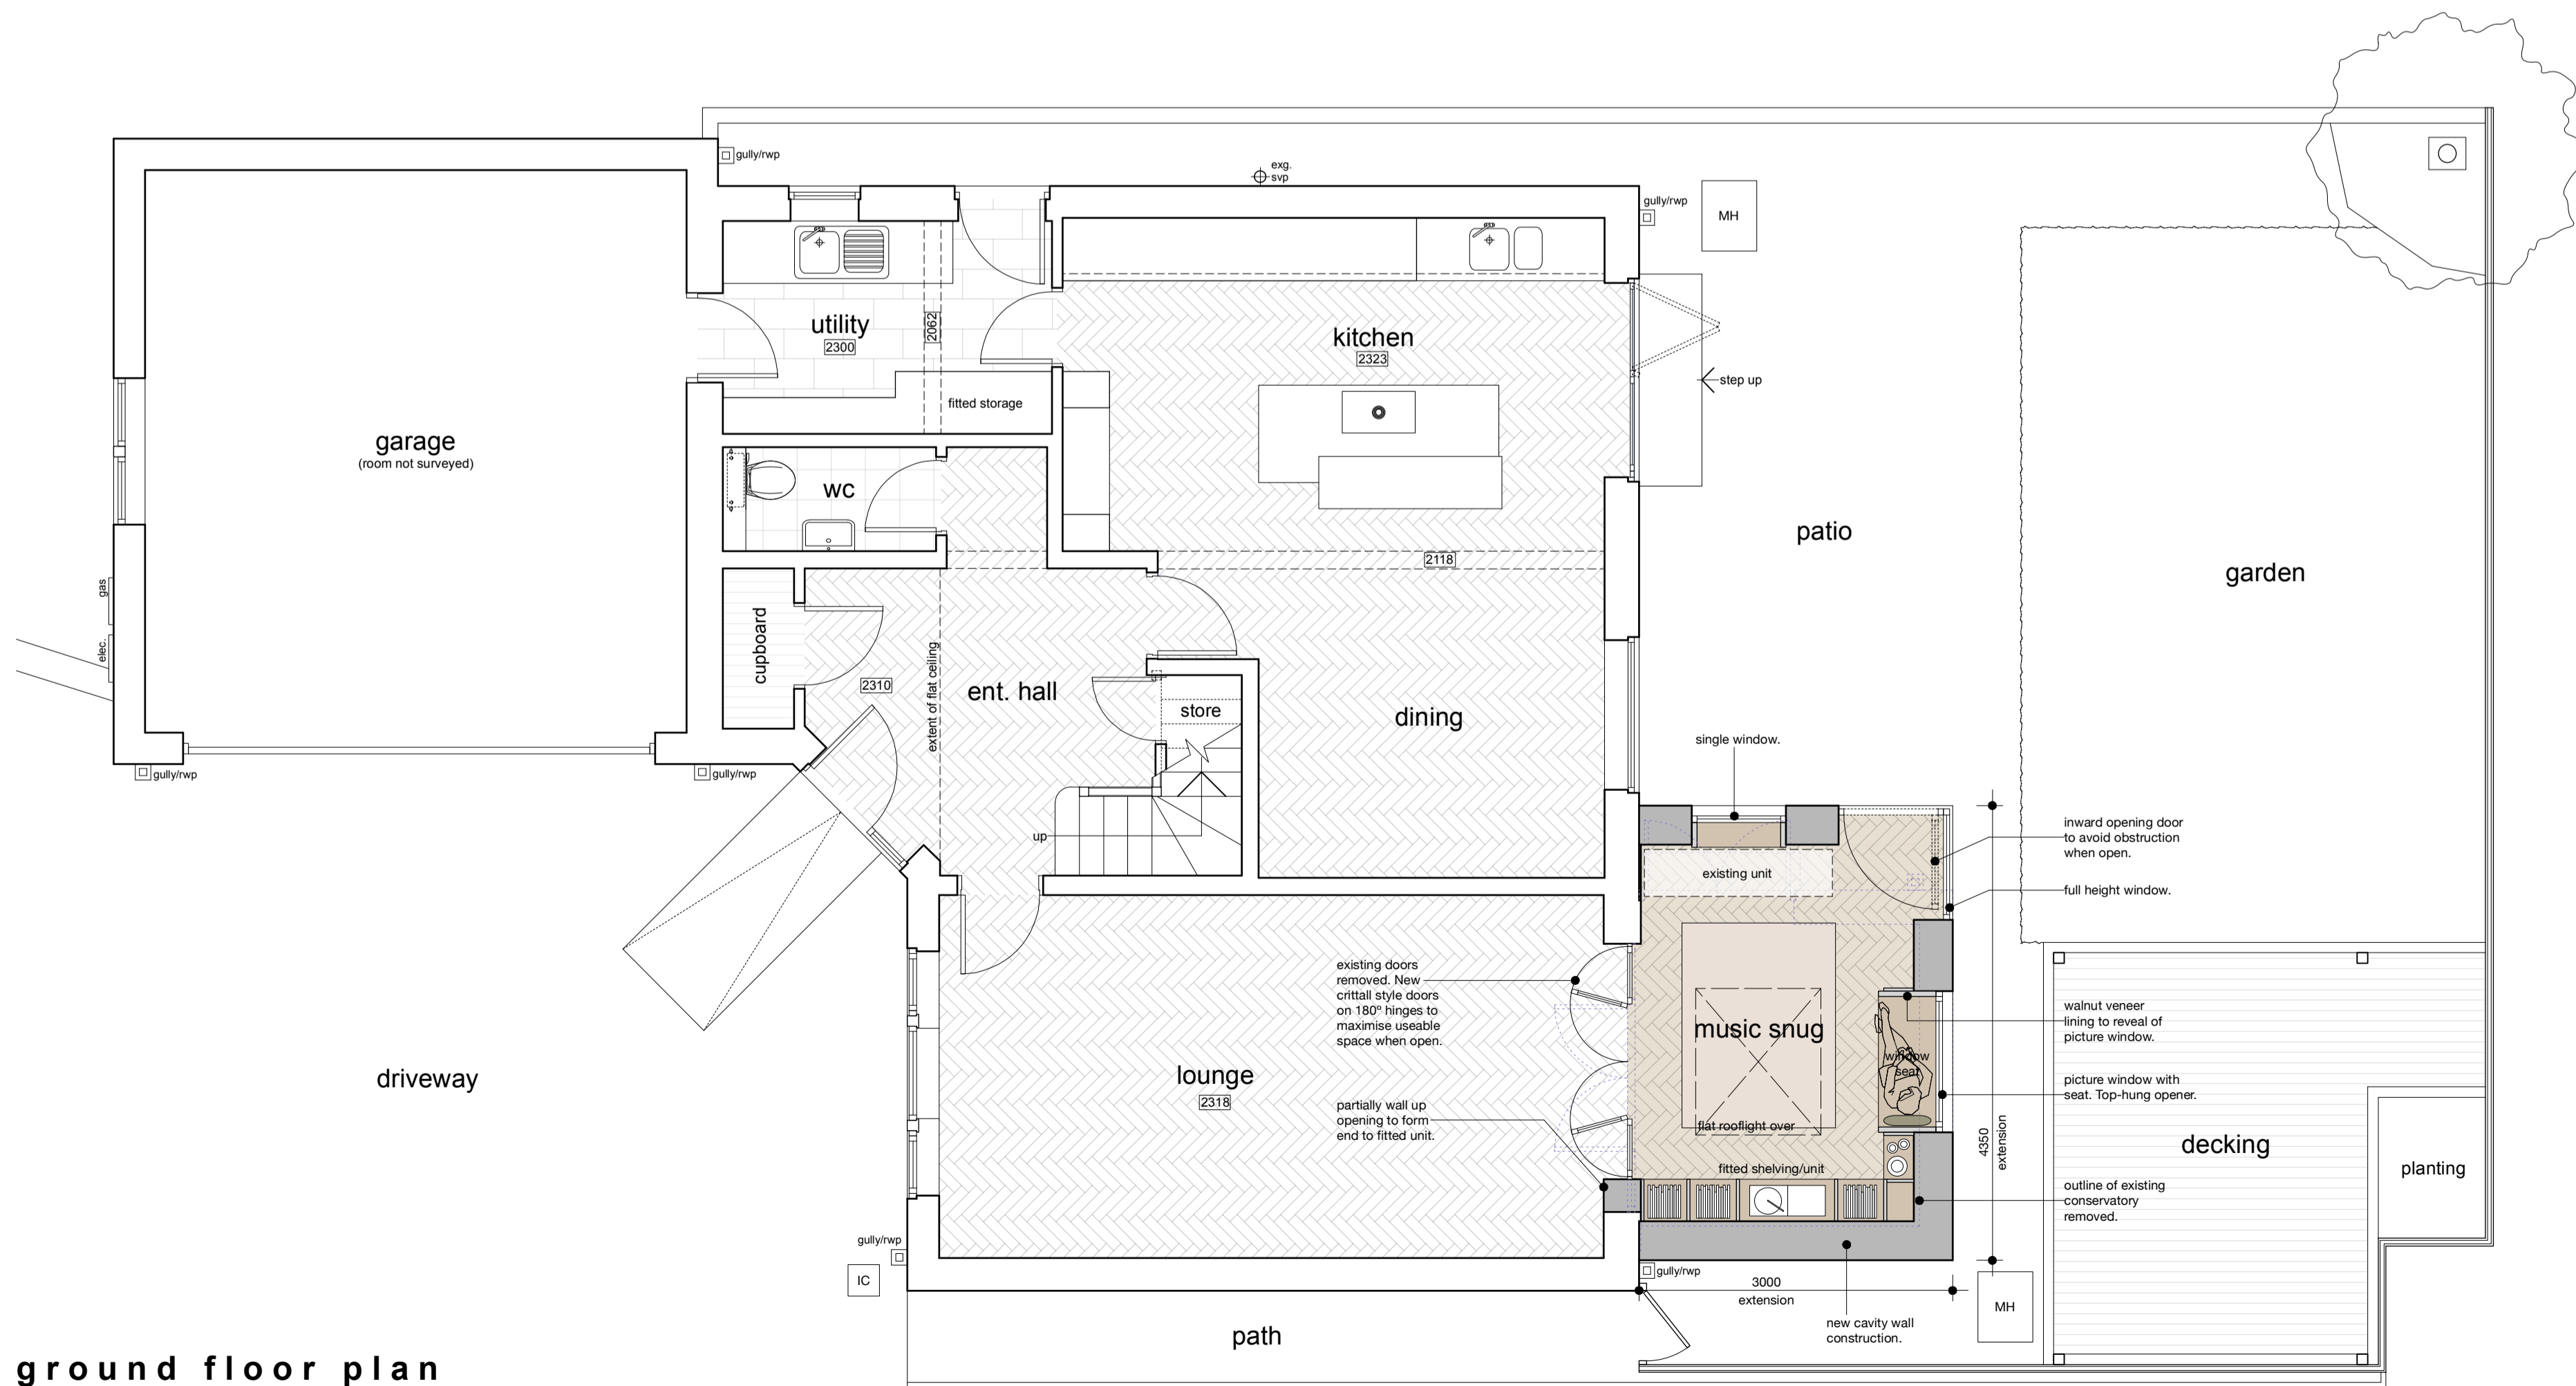 gully/rwp
exg.
svp
gully/rwp
MH
utility
2300
2062
kitchen
2323
step up
fitted storage
garage
(room not surveyed)
wc
patio
2118
garden
gas
elec.
cupboard
2310
extent of flat ceiling
ent. hall
store
dining
up
single window.
gully/rwp
gully/rwp
inward opening door
to avoid obstruction
when open.
full height window.
existing unit
existing doors
removed. New
crittall style doors
on 180º hinges to
maximise useable
space when open.
music snug
window
seat
walnut veneer
lining to reveal of
picture window.
picture window with
seat. Top-hung opener.
driveway
lounge
2318
partially wall up
opening to form
end to fitted unit.
flat rooflight over
fitted shelving/unit
4350
extension
decking
planting
outline of existing
conservatory
removed.
gully/rwp
IC
gully/rwp
3000
extension
MH
new cavity wall
construction.
path
ground floor plan